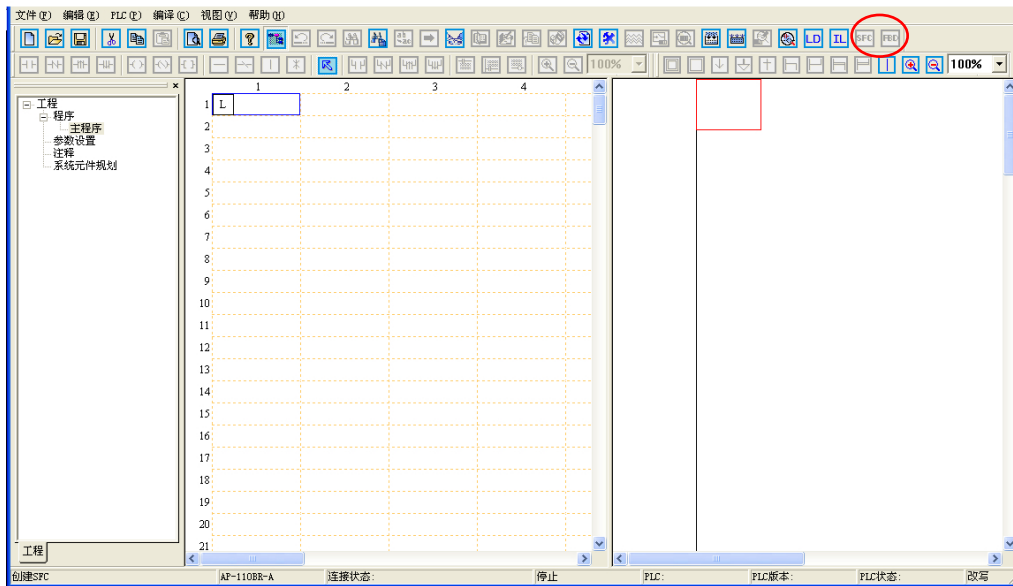 文件(F) 编辑(E) PLC(P) 编译(C) 视图(V) 帮助(H)
LD IL SFC FBD
100% 100%
1 2 3 4
1 L
2
3
4
5
6
7
8
9
10
11
12
13
14
15
16
17
18
19
20
21
工程
程序
主程序
参数设置
注释
系统元件规划
工程
创建SFC AP-110BR-A 连接状态: 停止 PLC: PLC版本: PLC状态: 改写